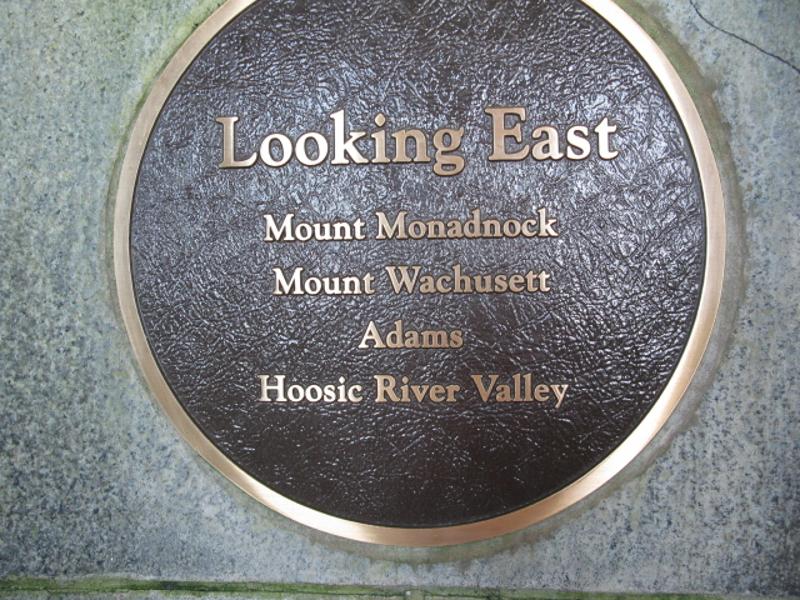 Looking East
Mount Monadnock
Mount Wachusett
Adams
Hoosic River Valley